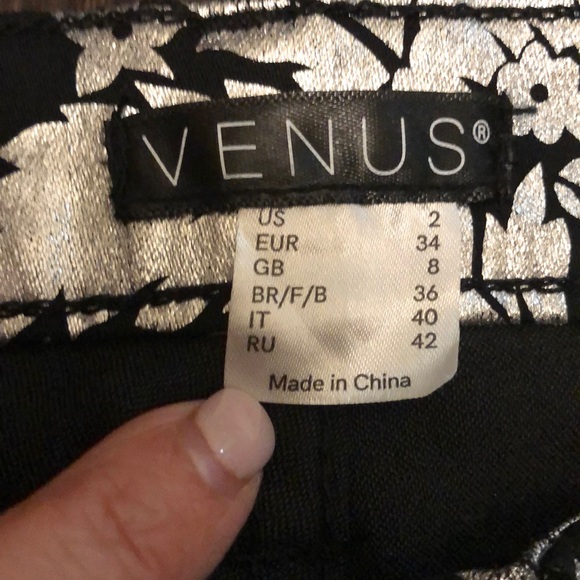 VENUS®
US 2
EUR 34
GB 8
BR/F/B 36
IT 40
RU 42
Made in China